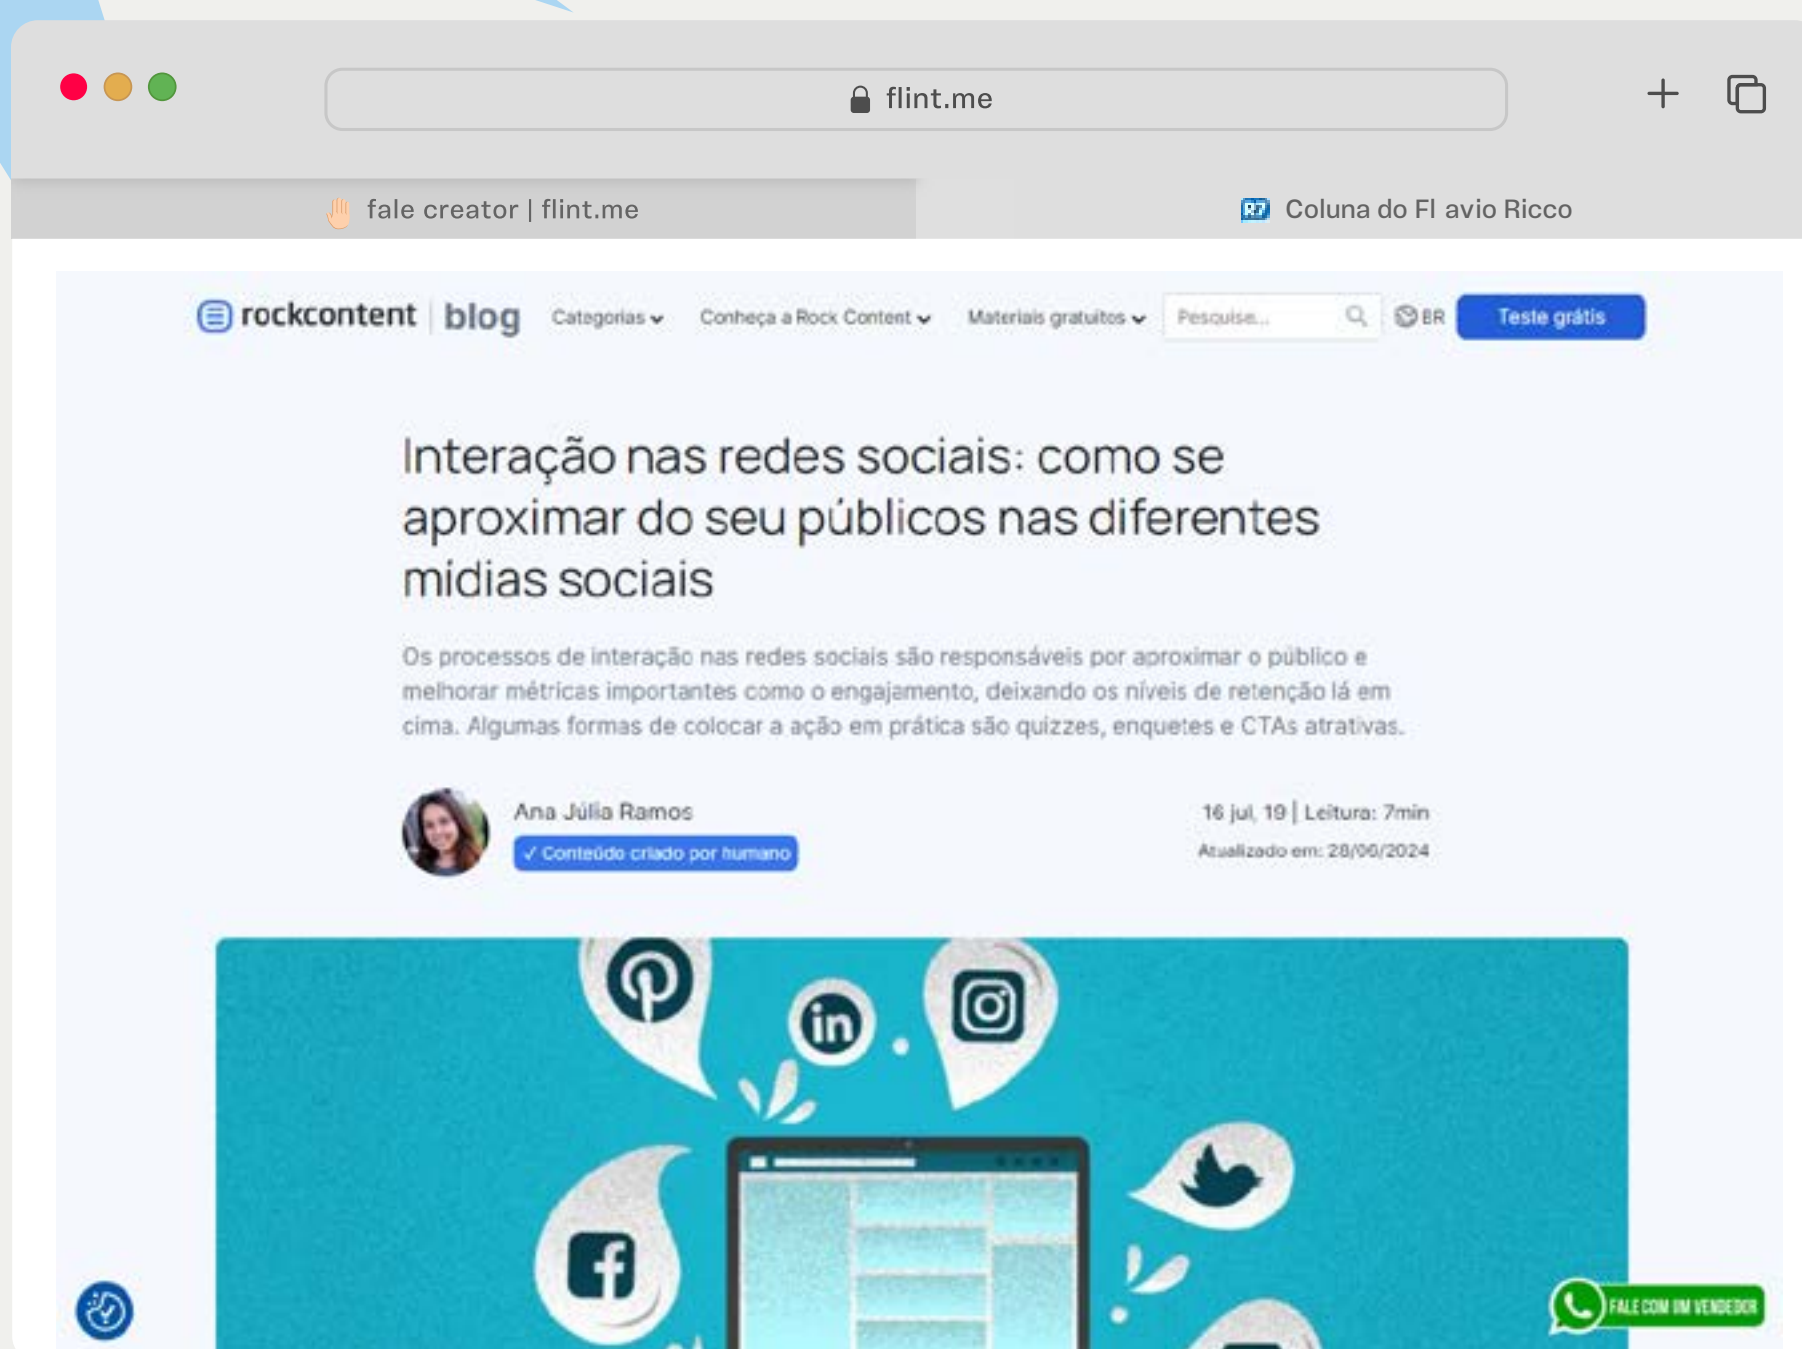 flint.me
fale creator | flint.me
Coluna do Fl avio Ricco
rockcontent | blog
Categorias
Conheça a Rock Content
Materiais gratuitos
Pesquise...
BR
Teste grátis
Interação nas redes sociais: como se
aproximar do seu públicos nas diferentes
mídias sociais
Os processos de interação nas redes sociais são responsáveis por aproximar o público e
melhorar métricas importantes como o engajamento, deixando os níveis de retenção lá em
cima. Algumas formas de colocar a ação em prática são quizzes, enquetes e CTAs atrativas.
Ana Júlia Ramos
16 jul, 19 | Leitura: 7min
✓ Conteúdo criado por humano
Atualizado em: 28/06/2024
in
FALE COM UM VENDEDOR